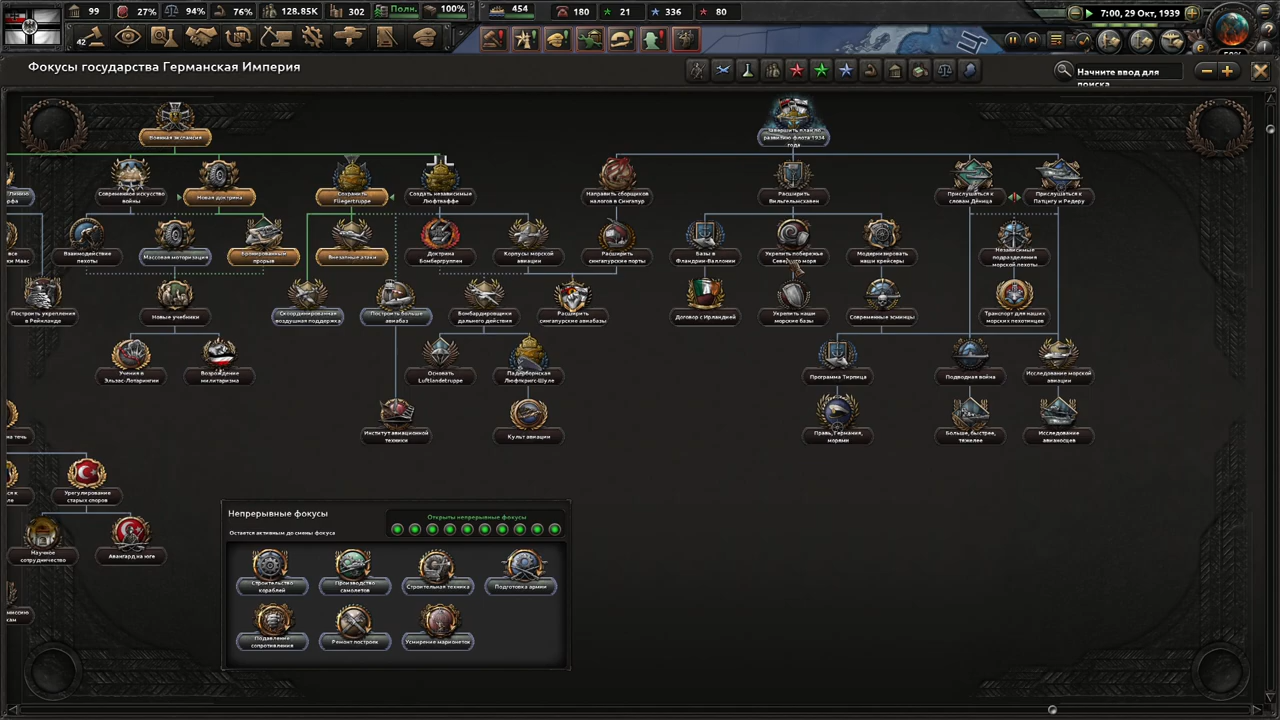 99
27%
94%
76%
128.85K
302
Полн.
100%
454
180
21
336
80
7:00, 29 Окт, 1939
42
Фокусы государства Германская Империя
Начните ввод для
поиска
Военная экспансия
Завершить план по
развитию флота 1934
года
Современное искусство
войны
Новая доктрина
Сохранить
Fliegertruppe
Создать независимые
Люфтваффе
Направить сборщиков
налогов в Сингапур
Расширить
Вильгельмсхафен
Прислушаться к
словам Дёница
Прислушаться к
Патцигу и Редеру
Взаимодействие
пехоты
Массовая моторизация
Бронированный
прорыв
Внезапные атаки
Доктрина
Бомбергруппен
Корпусы морской
авиации
Расширить
сингапурские порты
Базы в
Фландрии-Валлонии
Укрепить побережье
Северного моря
Модернизировать
наши крейсеры
Независимые
подразделения
морской пехоты
Построить укрепления
в Рейнланде
Новые учебники
Скоординированная
воздушная поддержка
Построить больше
авиабаз
Бомбардировщики
дальнего действия
Расширить
сингапурские авиабазы
Договор с Ирландией
Укрепить наши
морские базы
Современные эсминцы
Транспорт для наших
морских пехотинцев
Учения в
Эльзас-Лотарингии
Возрождение
милитаризма
Основать
Luftlandetruppe
Падерборнская
Люфткригс-Шуле
Программа Тирпица
Подводная война
Исследование морской
авиации
Институт авиационной
техники
Культ авиации
Правь, Германия,
морями
Больше, быстрее,
тяжелее
Исследование
авианосцев
Урегулирование
старых споров
Научное
сотрудничество
Авангард на юге
Непрерывные фокусы
Открыты непрерывные фокусы
Остается активным до смены фокуса
Строительство
кораблей
Производство
самолетов
Строительная техника
Подготовка армии
Подавление
сопротивления
Ремонт построек
Усмирение марионеток